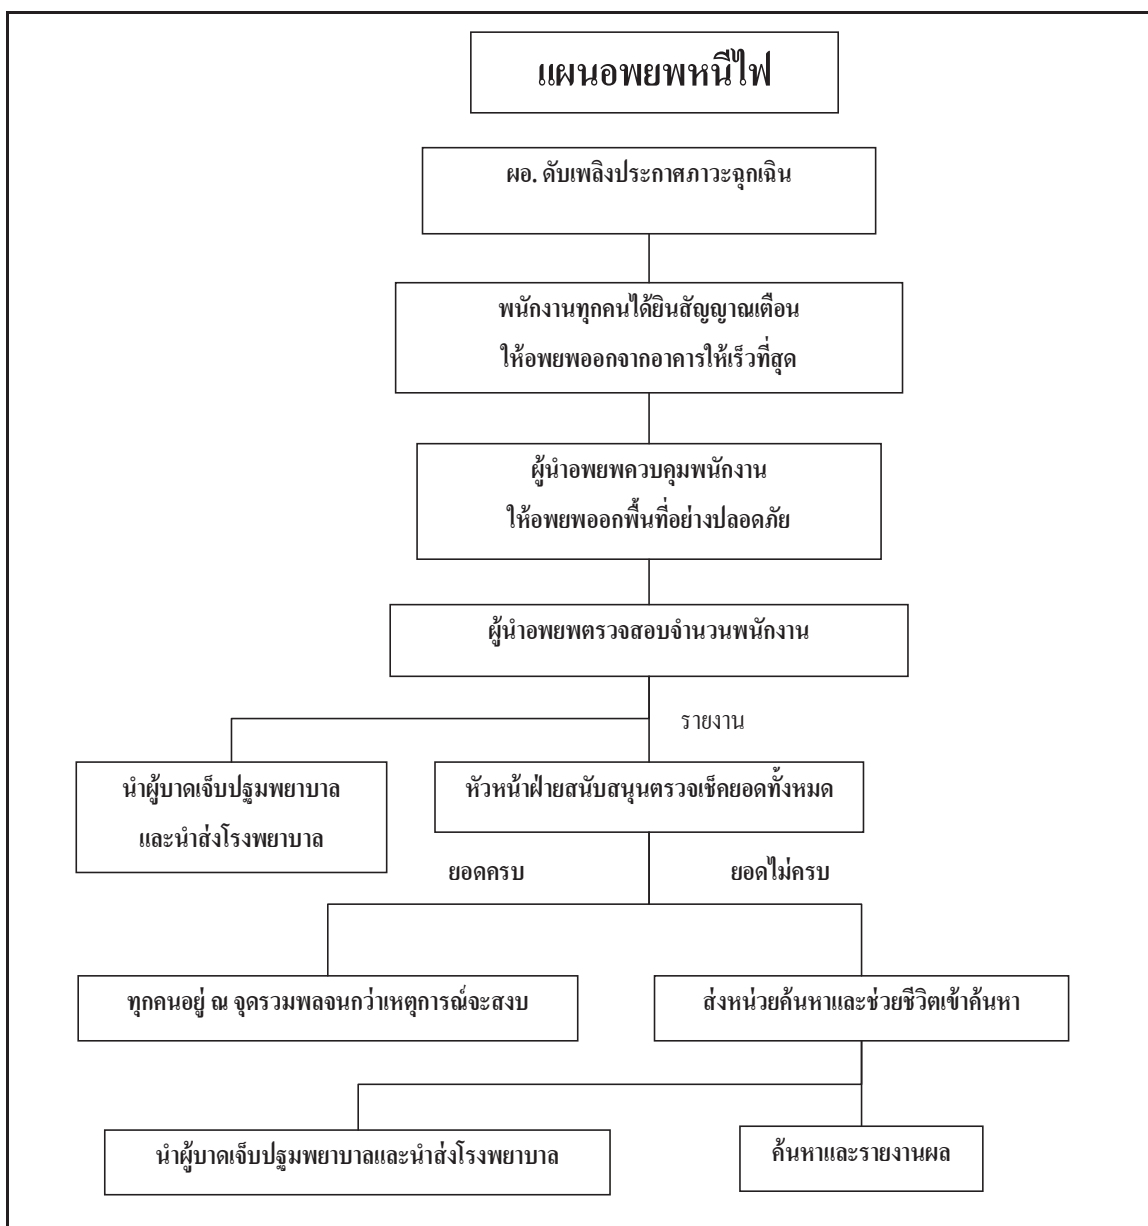 แผนอพยพหนีไฟ
ผอ. ดับเพลิงประกาศภาวะฉุกเฉิน
พนักงานทุกคนได้ยินสัญญาณเตือน
ให้อพยพออกจากอาคารให้เร็วที่สุด
ผู้นำอพยพควบคุมพนักงาน
ให้อพยพออกพื้นที่อย่างปลอดภัย
ผู้นำอพยพตรวจสอบจำนวนพนักงาน
รายงาน
นำผู้บาดเจ็บปฐมพยาบาล
และนำส่งโรงพยาบาล
หัวหน้าฝ่ายสนับสนุนตรวจเช็คยอดทั้งหมด
ยอดครบ
ยอดไม่ครบ
ทุกคนอยู่ ณ จุดรวมพลจนกว่าเหตุการณ์จะสงบ
ส่งหน่วยค้นหาและช่วยชีวิตเข้าค้นหา
นำผู้บาดเจ็บปฐมพยาบาลและนำส่งโรงพยาบาล
ค้นหาและรายงานผล